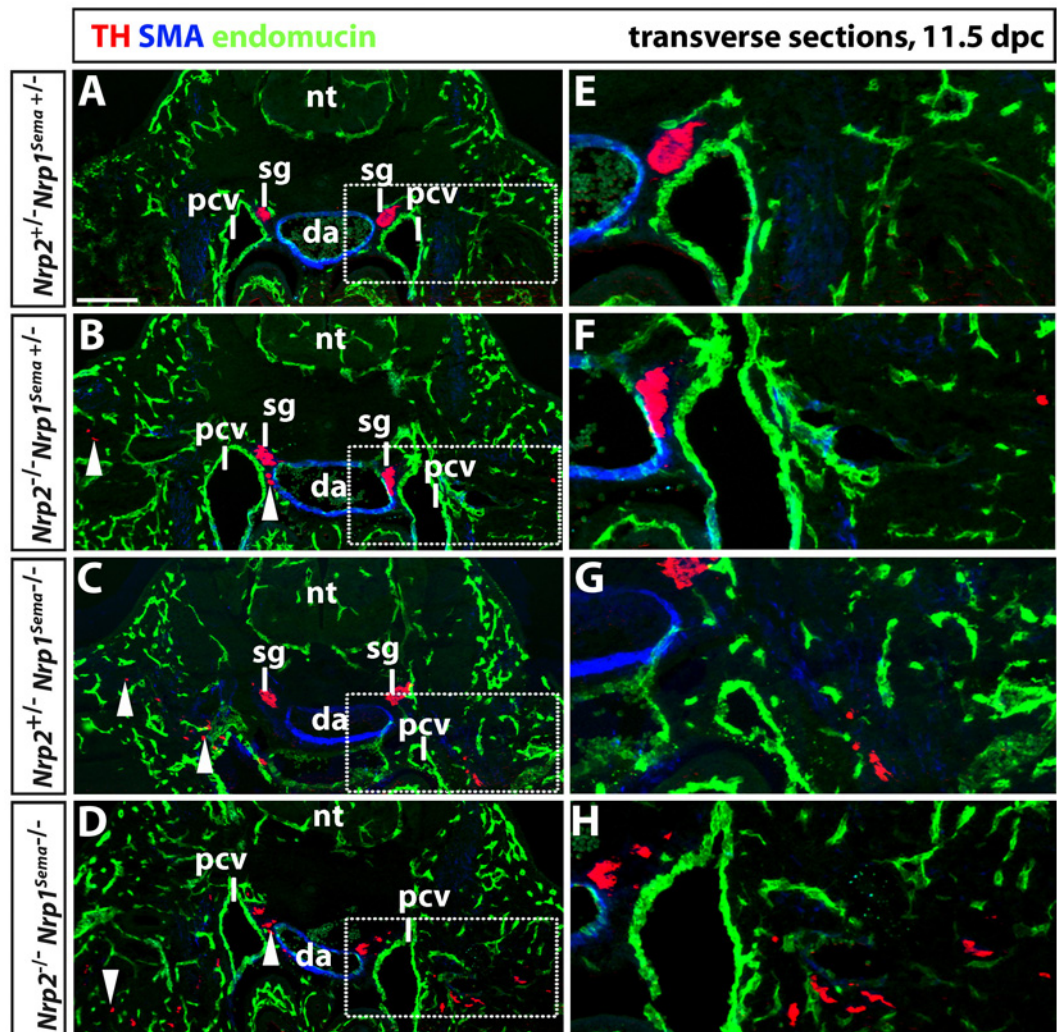 TH SMA endomucin transverse sections, 11.5 dpc
Nrp2+/-Nrp1Sema+/-
A
nt
sg
sg
pcv
pcv
da
E
Nrp2-/-Nrp1Sema+/-
B
nt
sg
sg
pcv
pcv
da
F
Nrp2+/-Nrp1Sema-/-
C
nt
sg
sg
da
pcv
G
Nrp2-/-Nrp1Sema-/-
D
nt
pcv
pcv
da
H